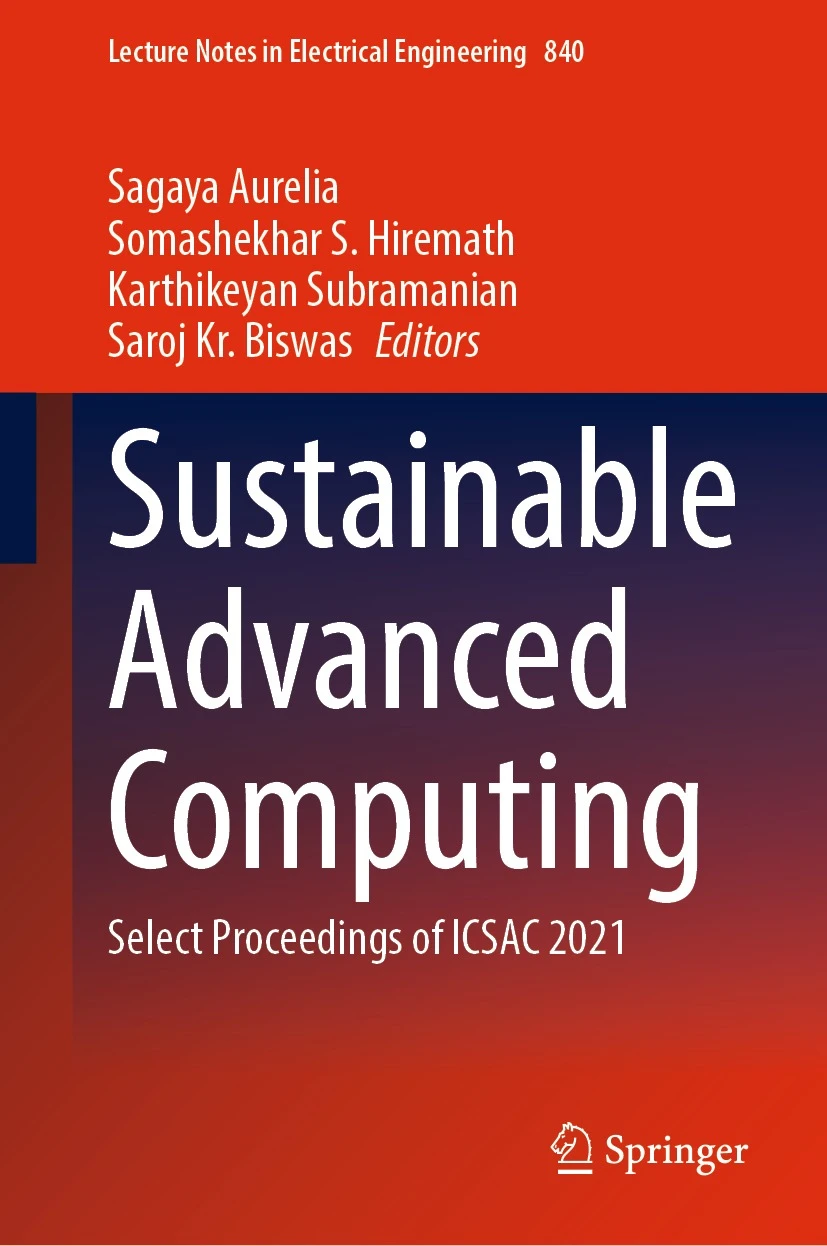 Lecture Notes in Electrical Engineering 840
Sagaya Aurelia
Somashekhar S. Hiremath
Karthikeyan Subramanian
Saroj Kr. Biswas Editors
Sustainable
Advanced
Computing
Select Proceedings of ICSAC 2021
Springer